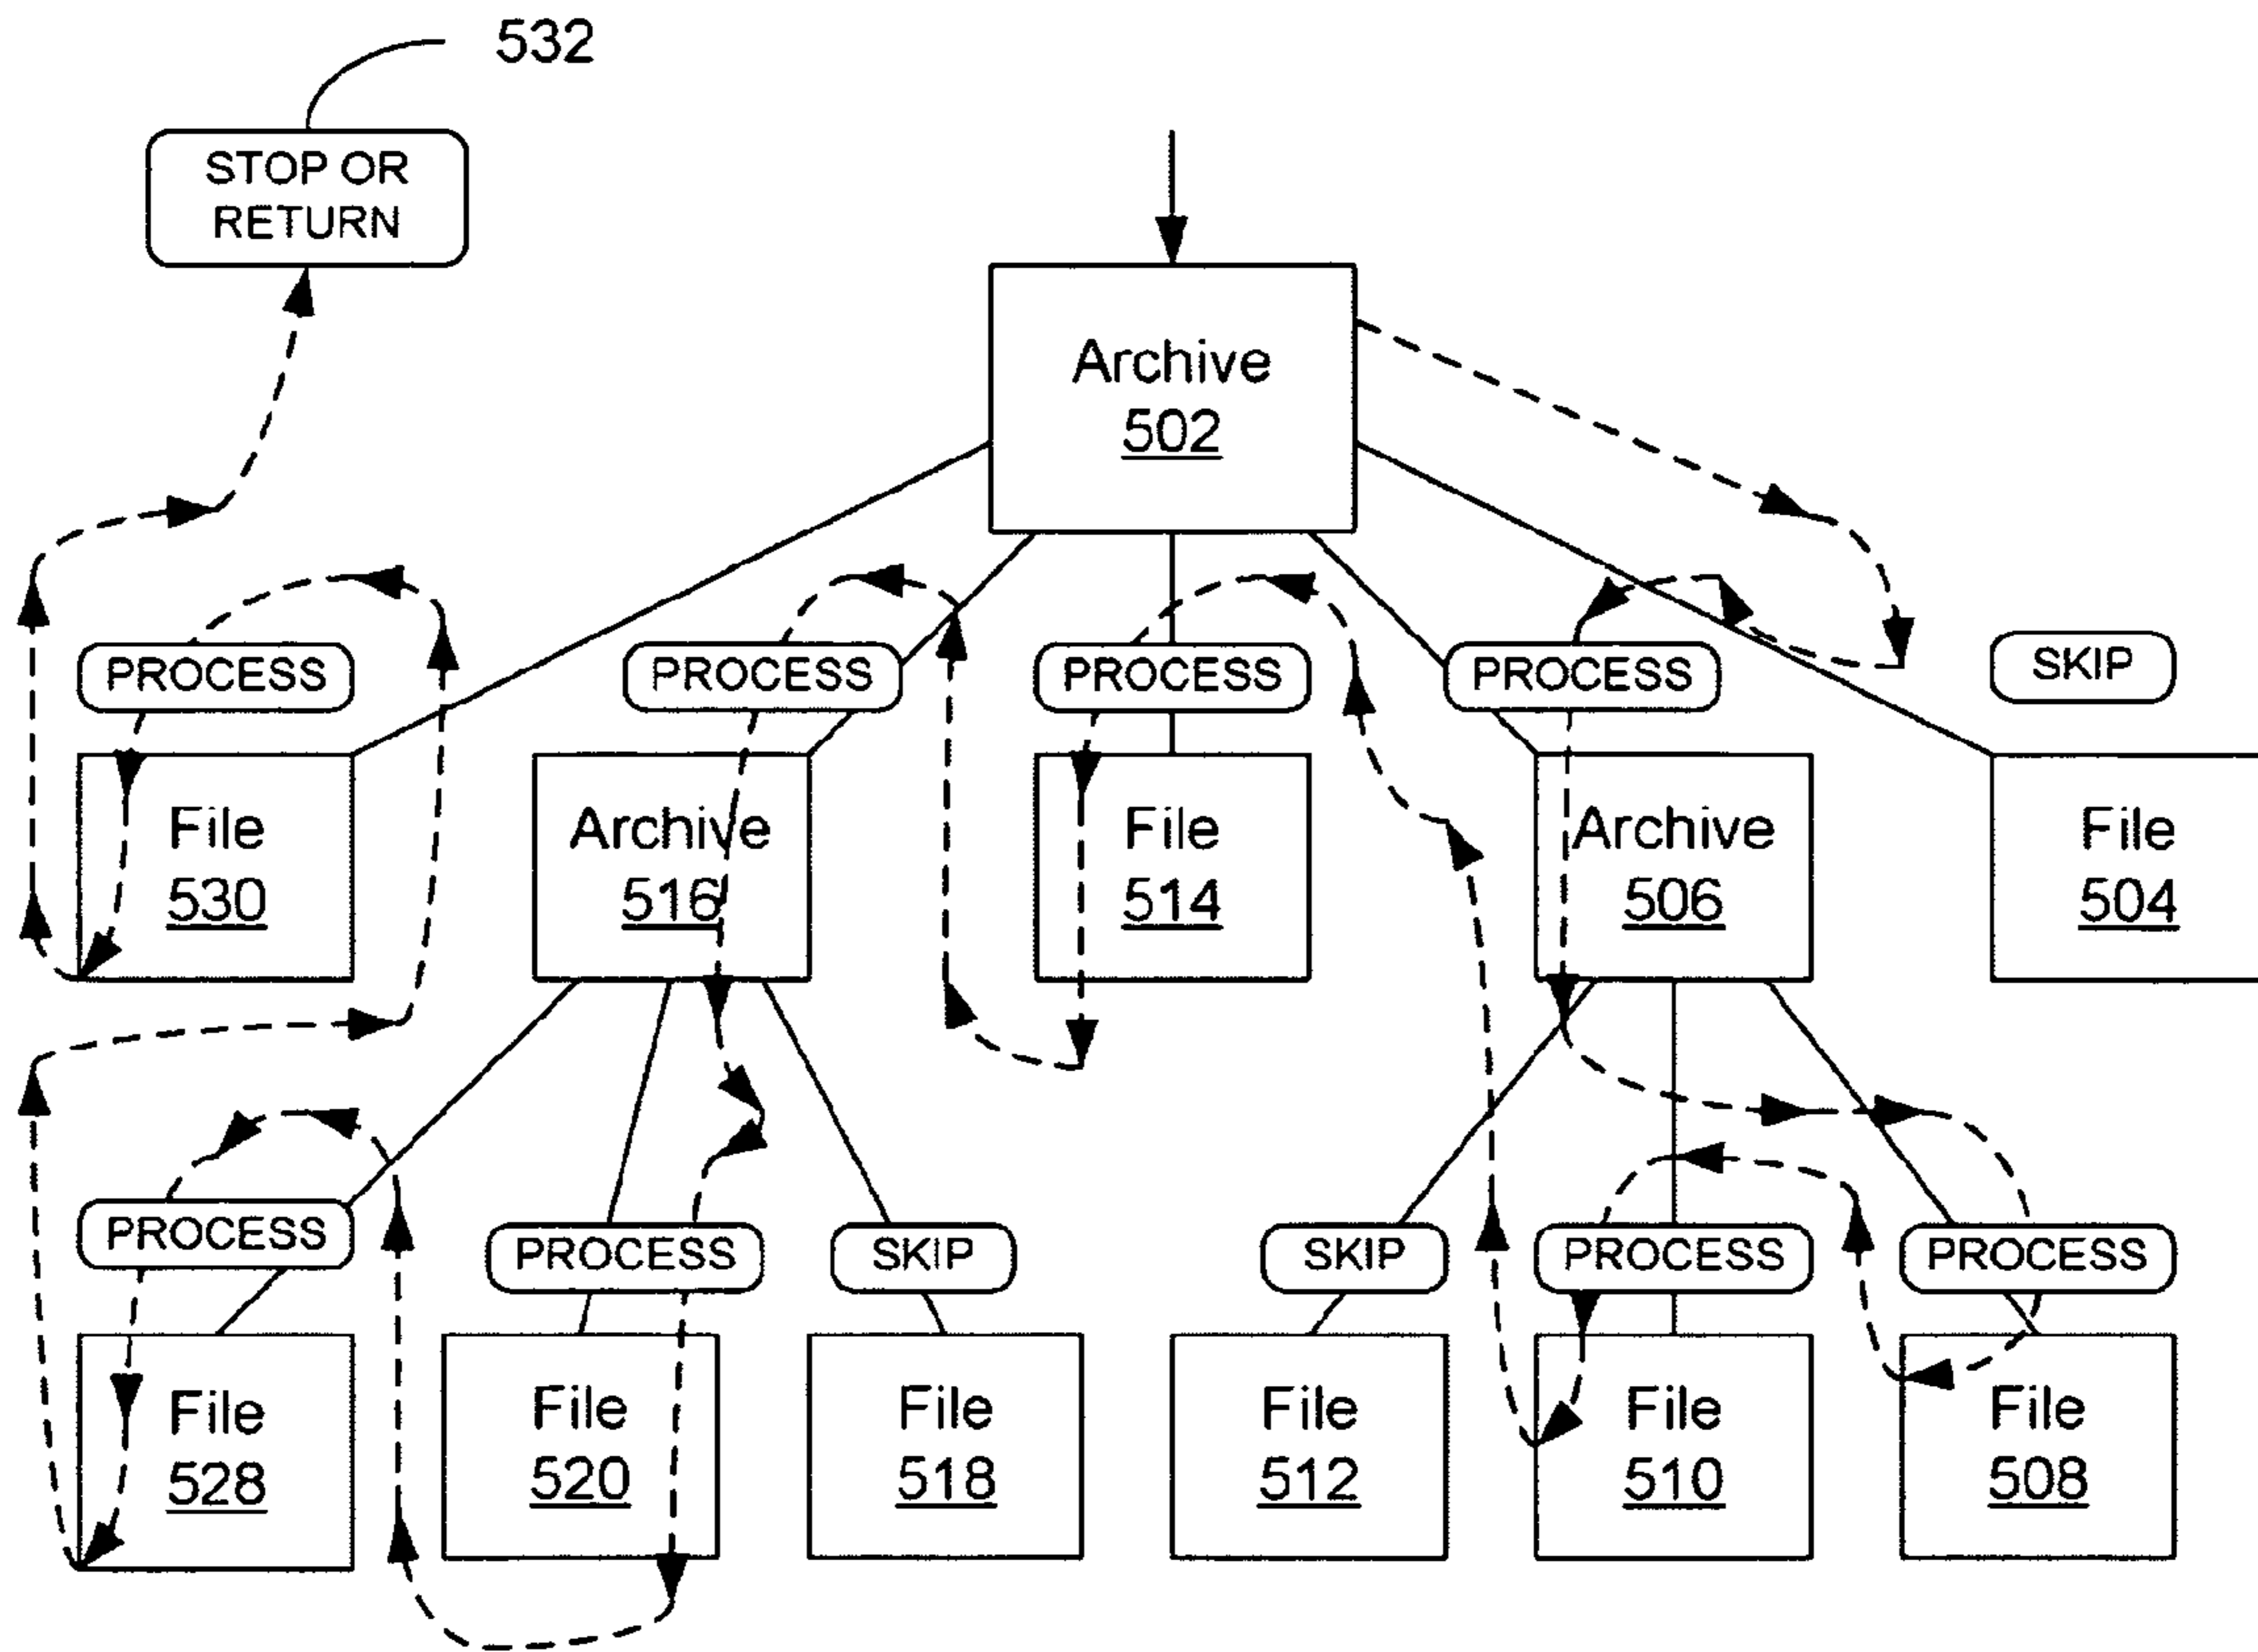 532
STOP OR
RETURN
Archive
502
PROCESS
PROCESS
PROCESS
PROCESS
SKIP
File
530
Archive
516
File
514
Archive
506
File
504
PROCESS
PROCESS
SKIP
SKIP
PROCESS
PROCESS
File
528
File
520
File
518
File
512
File
510
File
508